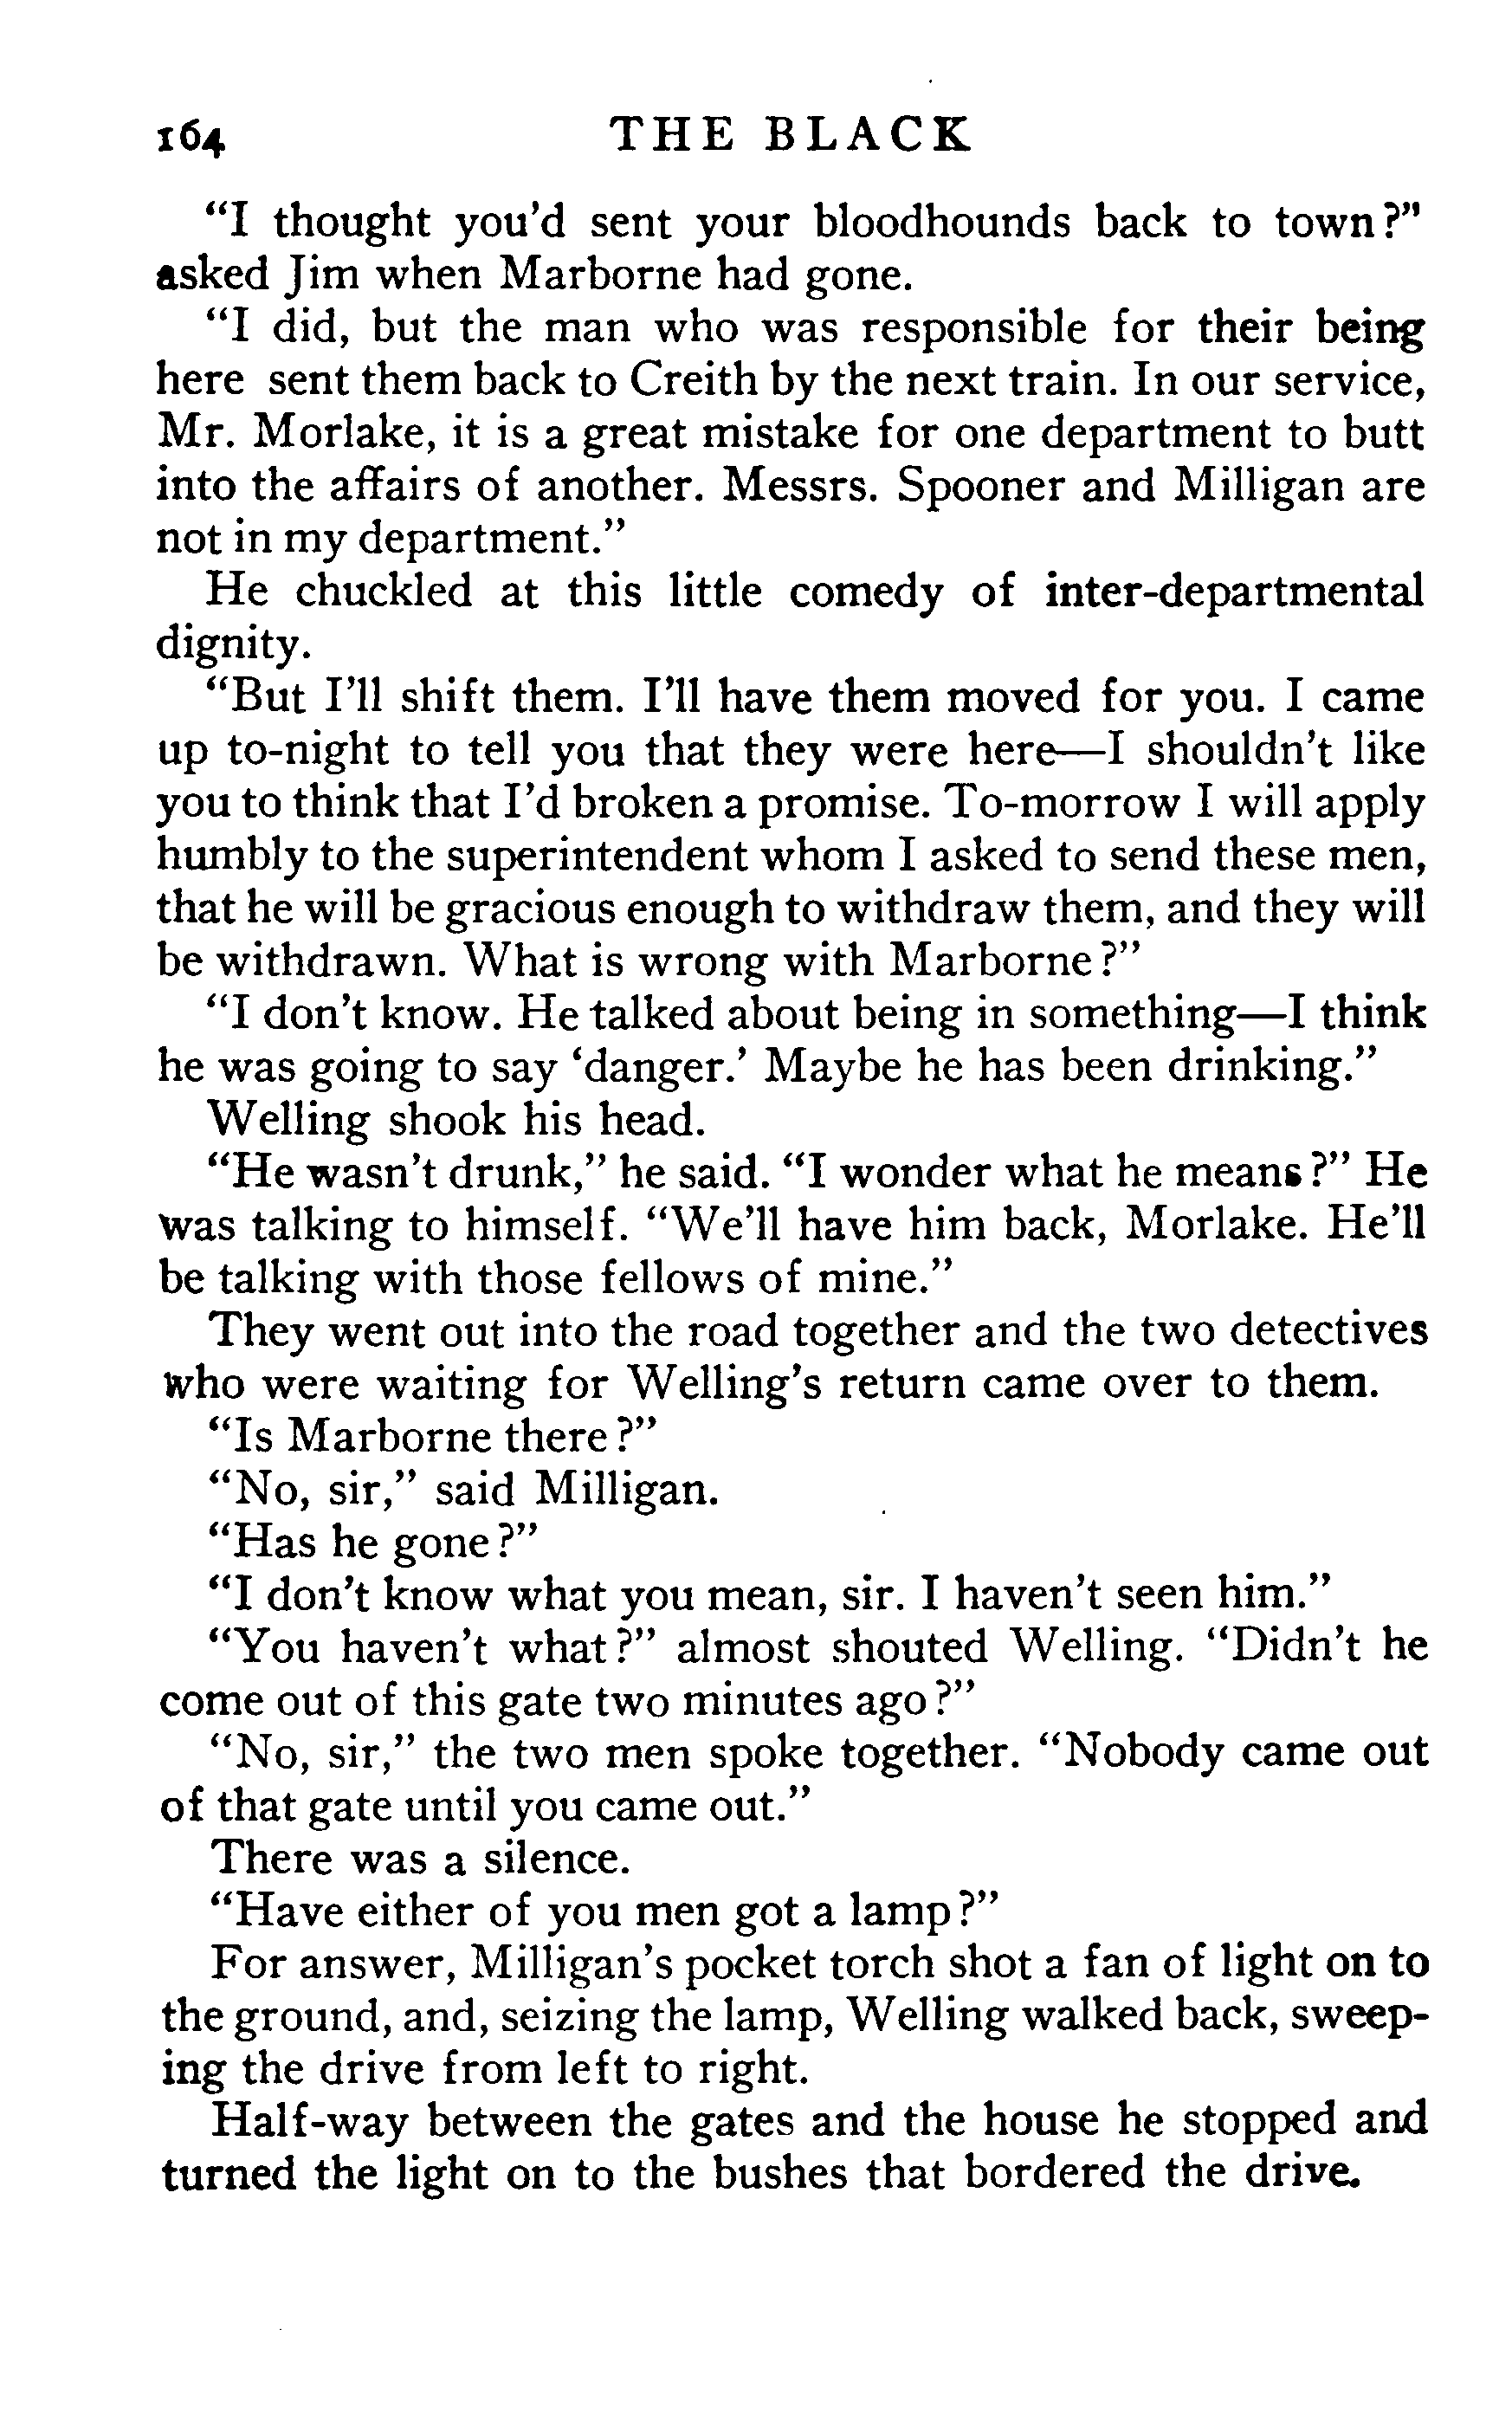 164 THE BLACK
"I thought you'd sent your bloodhounds back to town?"
asked Jim when Marborne had gone.
"I did, but the man who was responsible for their being
here sent them back to Creith by the next train. In our service,
Mr. Morlake, it is a great mistake for one department to butt
into the affairs of another. Messrs. Spooner and Milligan are
not in my department."
He chuckled at this little comedy of inter-departmental
dignity.
"But I'll shift them. I'll have them moved for you. I came
up to-night to tell you that they were here—I shouldn't like
you to think that I'd broken a promise. To-morrow I will apply
humbly to the superintendent whom I asked to send these men,
that he will be gracious enough to withdraw them, and they will
be withdrawn. What is wrong with Marborne?"
"I don't know. He talked about being in something—I think
he was going to say 'danger.' Maybe he has been drinking."
Welling shook his head.
"He wasn't drunk," he said. "I wonder what he means?" He
was talking to himself. "We'll have him back, Morlake. He'll
be talking with those fellows of mine."
They went out into the road together and the two detectives
who were waiting for Welling's return came over to them.
"Is Marborne there?"
"No, sir," said Milligan.
"Has he gone?"
"I don't know what you mean, sir. I haven't seen him."
"You haven't what?" almost shouted Welling. "Didn't he
come out of this gate two minutes ago?"
"No, sir," the two men spoke together. "Nobody came out
of that gate until you came out."
There was a silence.
"Have either of you men got a lamp?"
For answer, Milligan's pocket torch shot a fan of light on to
the ground, and, seizing the lamp, Welling walked back, sweep-
ing the drive from left to right.
Half-way between the gates and the house he stopped and
turned the light on to the bushes that bordered the drive.